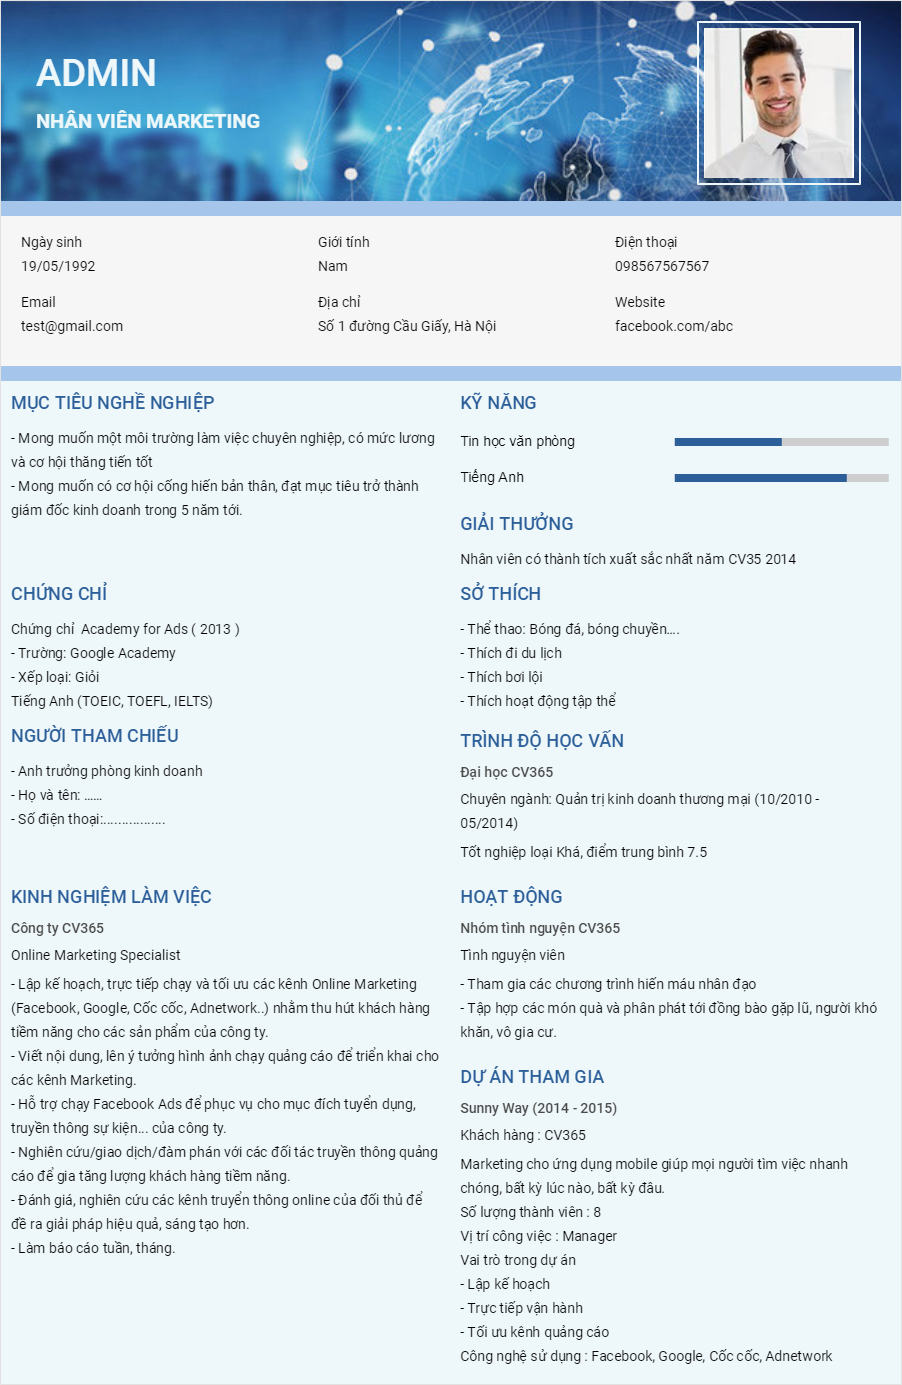 ADMIN
NHÂN VIÊN MARKETING
Ngày sinh
19/05/1992
Giới tính
Nam
Điện thoại
098567567567
Email
test@gmail.com
Địa chỉ
Số 1 đường Cầu Giấy, Hà Nội
Website
facebook.com/abc
MỤC TIÊU NGHỀ NGHIỆP
- Mong muốn một môi trường làm việc chuyên nghiệp, có mức lương
và cơ hội thăng tiến tốt
- Mong muốn có cơ hội cống hiến bản thân, đạt mục tiêu trở thành
giám đốc kinh doanh trong 5 năm tới.
KỸ NĂNG
Tin học văn phòng
Tiếng Anh
GIẢI THƯỞNG
Nhân viên có thành tích xuất sắc nhất năm CV35 2014
CHỨNG CHỈ
Chứng chỉ  Academy for Ads ( 2013 )
- Trường: Google Academy
- Xếp loại: Giỏi
Tiếng Anh (TOEIC, TOEFL, IELTS)
SỞ THÍCH
- Thể thao: Bóng đá, bóng chuyền....
- Thích đi du lịch
- Thích bơi lội
- Thích hoạt động tập thể
NGƯỜI THAM CHIẾU
- Anh trưởng phòng kinh doanh
- Họ và tên: ......
- Số điện thoại:.................
TRÌNH ĐỘ HỌC VẤN
Đại học CV365
Chuyên ngành: Quản trị kinh doanh thương mại (10/2010 -
05/2014)
Tốt nghiệp loại Khá, điểm trung bình 7.5
KINH NGHIỆM LÀM VIỆC
Công ty CV365
Online Marketing Specialist
- Lập kế hoạch, trực tiếp chạy và tối ưu các kênh Online Marketing
(Facebook, Google, Cốc cốc, Adnetwork..) nhằm thu hút khách hàng
tiềm năng cho các sản phẩm của công ty.
- Viết nội dung, lên ý tưởng hình ảnh chạy quảng cáo để triển khai cho
các kênh Marketing.
- Hỗ trợ chạy Facebook Ads để phục vụ cho mục đích tuyển dụng,
truyền thông sự kiện... của công ty.
- Nghiên cứu/giao dịch/đàm phán với các đối tác truyền thông quảng
cáo để gia tăng lượng khách hàng tiềm năng.
- Đánh giá, nghiên cứu các kênh truyển thông online của đối thủ để
đề ra giải pháp hiệu quả, sáng tạo hơn.
- Làm báo cáo tuần, tháng.
HOẠT ĐỘNG
Nhóm tình nguyện CV365
Tình nguyện viên
- Tham gia các chương trình hiến máu nhân đạo
- Tập hợp các món quà và phân phát tới đồng bào gặp lũ, người khó
khăn, vô gia cư.
DỰ ÁN THAM GIA
Sunny Way (2014 - 2015)
Khách hàng : CV365
Marketing cho ứng dụng mobile giúp mọi người tìm việc nhanh
chóng, bất kỳ lúc nào, bất kỳ đâu.
Số lượng thành viên : 8
Vị trí công việc : Manager
Vai trò trong dự án
- Lập kế hoạch
- Trực tiếp vận hành
- Tối ưu kênh quảng cáo
Công nghệ sử dụng : Facebook, Google, Cốc cốc, Adnetwork